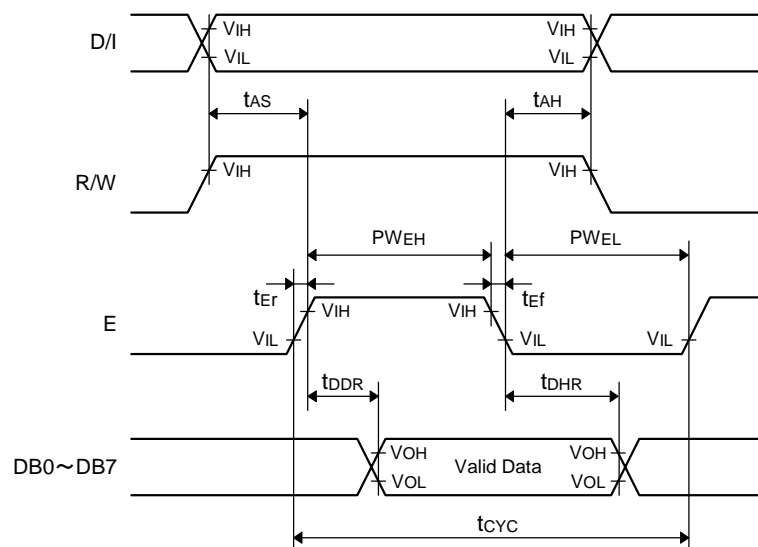 D/I
VIH
VIH
VIL
VIL
tAS
tAH
R/W
VIH
VIH
PWEH
PWEL
tEr
tEf
E
VIH
VIH
VIL
VIL
VIL
tDDR
tDHR
DB0～DB7
VOH
VOH
VOL
Valid Data
VOL
tCYC